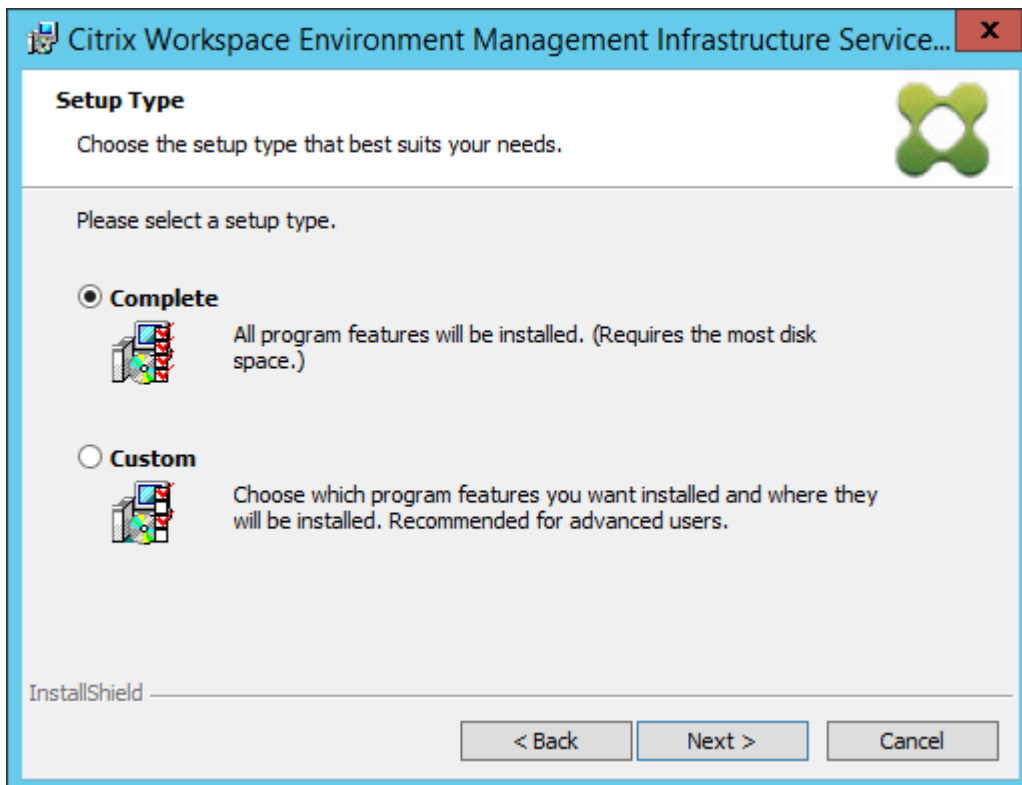 Citrix Workspace Environment Management Infrastructure Service...
x
Setup Type
Choose the setup type that best suits your needs.
Please select a setup type.
Complete
All program features will be installed. (Requires the most disk
space.)
Custom
Choose which program features you want installed and where they
will be installed. Recommended for advanced users.
InstallShield
< Back
Next >
Cancel